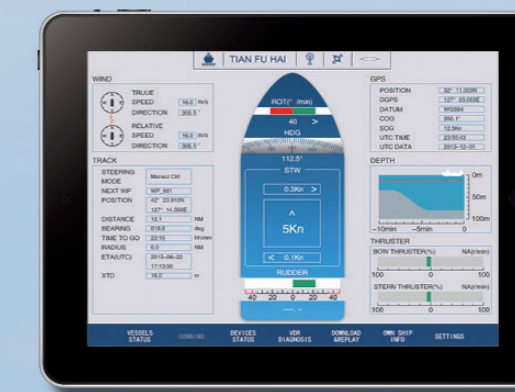 TIAN FU HAI
WIND
TRUUE
SPEED 16.0 m/s
DIRECTION 305.5 °
RELATIVE
SPEED 16.0 m/s
DIRECTION 305.5 °
TRACK
STEERING MODE Manual Ctrl
NEXT WP WP_001
POSITION 42° 23.910N
127° 14.000E
DISTANCE 12.1 NM
BEARING 018.6 deg
TIME TO GO 23:15 hh:mm
RADIUS 0.0 NM
ETA(UTC) 2015-06-22
17:13:36
XTD 16.0 m
ROT(° /min)
40 >
HDG
112.5°
STW
0.3Kn >
^
5Kn
< 0.1Kn
RUDDER
40 20 0 20 40
---.-
GPS
POSITION 32° 11.003N
DGPS 127° 23.003E
DATUM WGS84
COG 350.1°
SOG 12.5Kn
UTC TIME 23:55:43
UTC DATA 2013-12-31
DEPTH
0m
50m
100m
-10min -5min 0
THRUSTER
BOW THRUSTER(%) NA(r/min)
100 0 100
STERN THRUSTER(%) NA(r/min)
100 0 100
VESSELS STATUS
CONNING
DEVICES STATUS
VDR DIAGNOSIS
DOWNLOAD &REPLAY
OWN SHIP INFO
SETTINGS